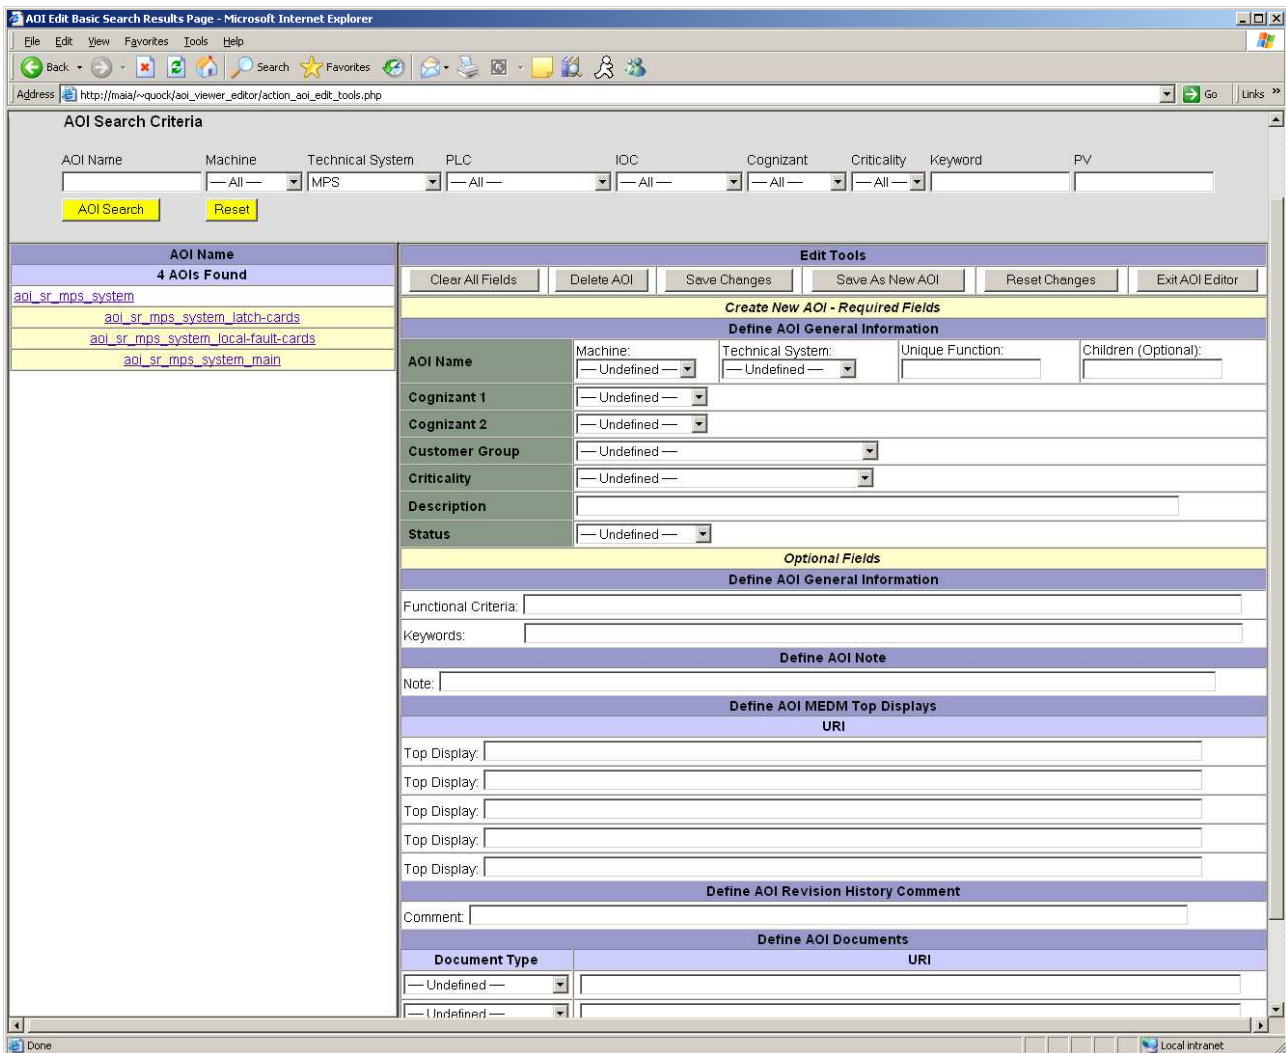 AOI Edit Basic Search Results Page - Microsoft Internet Explorer
File Edit View Favorites Tools Help
Back Search Favorites
Address http://maia/~quock/aoi_viewer_editor/action_aoi_edit_tools.php Go Links »
AOI Search Criteria
AOI Name Machine Technical System PLC IOC Cognizant Criticality Keyword PV
— All — MPS — All — — All — — All — — All —
AOI Search Reset
AOI Name
4 AOIs Found
aoi_sr_mps_system
aoi_sr_mps_system_latch-cards
aoi_sr_mps_system_local-fault-cards
aoi_sr_mps_system_main
Edit Tools
Clear All Fields Delete AOI Save Changes Save As New AOI Reset Changes Exit AOI Editor
Create New AOI - Required Fields
Define AOI General Information
AOI Name Machine: Technical System: Unique Function: Children (Optional):
— Undefined — — Undefined —
Cognizant 1 — Undefined —
Cognizant 2 — Undefined —
Customer Group — Undefined —
Criticality — Undefined —
Description
Status — Undefined —
Optional Fields
Define AOI General Information
Functional Criteria:
Keywords:
Define AOI Note
Note:
Define AOI MEDM Top Displays
URI
Top Display:
Top Display:
Top Display:
Top Display:
Top Display:
Define AOI Revision History Comment
Comment:
Define AOI Documents
Document Type URI
— Undefined —
— Undefined —
Done Local intranet